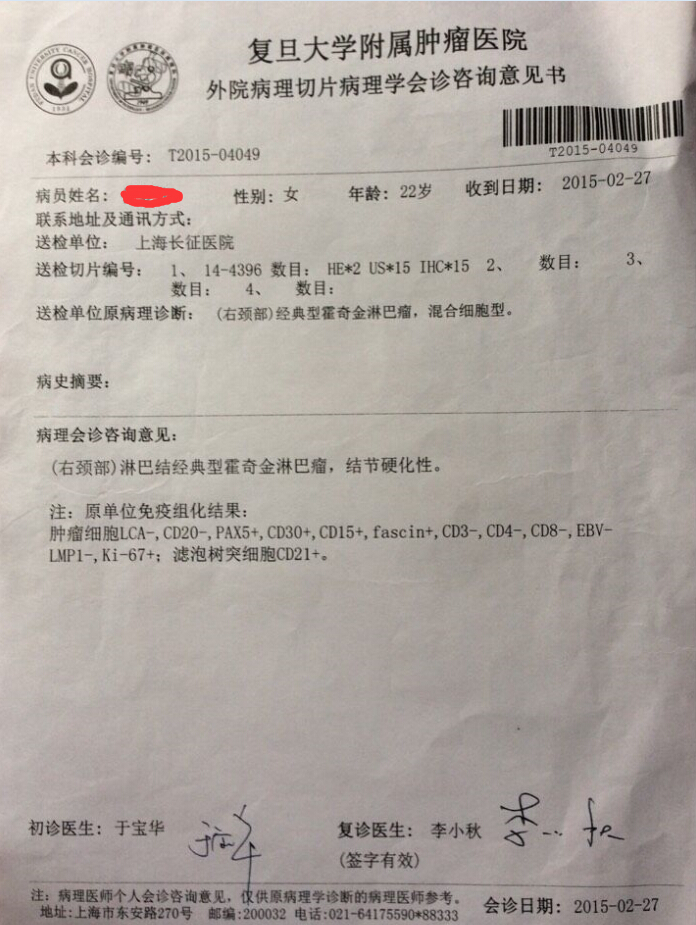 复旦大学附属肿瘤医院
外院病理切片病理学会诊咨询意见书
FUDAN UNIVERSITY CANCER HOSPITAL
1931
T2015-04049
本科会诊编号: T2015-04049
病员姓名: 性别: 女 年龄: 22岁 收到日期: 2015-02-27
联系地址及通讯方式:
送检单位: 上海长征医院
送检切片编号: 1、 14-4396 数目: HE*2 US*15 IHC*15 2、 数目: 3、
数目: 4、 数目:
送检单位原病理诊断: (右颈部)经典型霍奇金淋巴瘤，混合细胞型。
病史摘要:
病理会诊咨询意见:
(右颈部)淋巴结经典型霍奇金淋巴瘤，结节硬化性。
注: 原单位免疫组化结果:
肿瘤细胞LCA-,CD20-,PAX5+,CD30+,CD15+,fascin+,CD3-,CD4-,CD8-,EBV-
LMP1-,Ki-67+；滤泡树突细胞CD21+。
初诊医生: 于宝华 复诊医生: 李小秋
(签字有效)
注: 病理医师个人会诊咨询意见，仅供原病理学诊断的病理医师参考。
地址:上海市东安路270号 邮编:200032 电话:021-64175590*88333 会诊日期: 2015-02-27